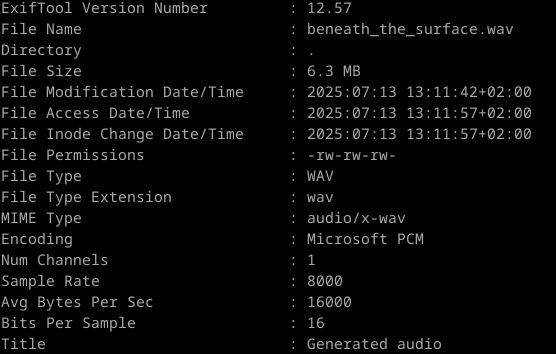 ExifTool Version Number         : 12.57
File Name                       : beneath_the_surface.wav
Directory                       : .
File Size                       : 6.3 MB
File Modification Date/Time     : 2025:07:13 13:11:42+02:00
File Access Date/Time           : 2025:07:13 13:11:57+02:00
File Inode Change Date/Time     : 2025:07:13 13:11:57+02:00
File Permissions                : -rw-rw-rw-
File Type                       : WAV
File Type Extension             : wav
MIME Type                       : audio/x-wav
Encoding                        : Microsoft PCM
Num Channels                    : 1
Sample Rate                     : 8000
Avg Bytes Per Sec               : 16000
Bits Per Sample                 : 16
Title                           : Generated audio